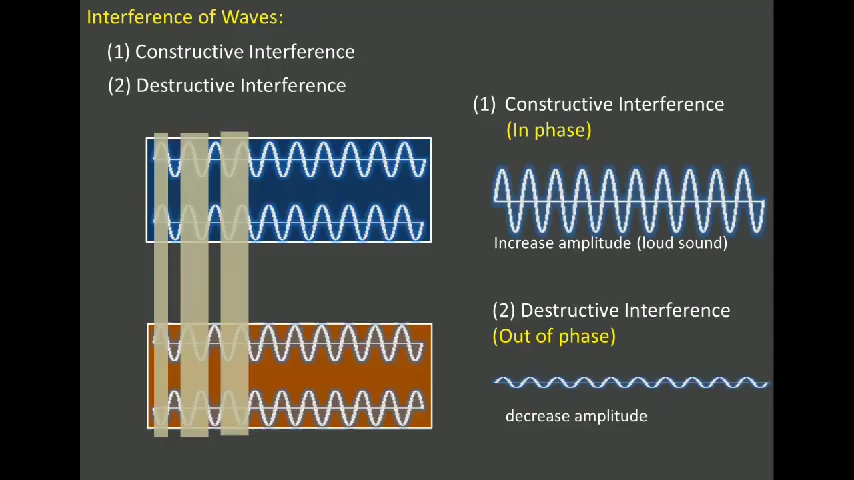 Interference of Waves:
(1) Constructive Interference
(2) Destructive Interference
(1) Constructive Interference
(In phase)
Increase amplitude (loud sound)
(2) Destructive Interference
(Out of phase)
decrease amplitude